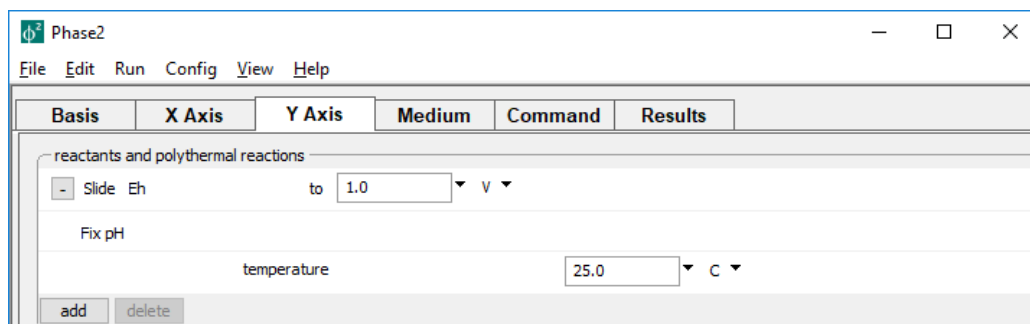 ϕ² Phase2
File Edit Run Config View Help
Basis X Axis Y Axis Medium Command Results
reactants and polythermal reactions
- Slide Eh to 1.0 V
Fix pH
temperature 25.0 C
add delete